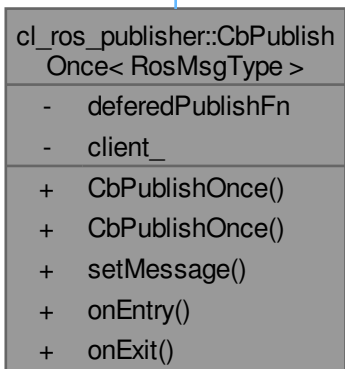 cl_ros_publisher::CbPublish
Once< RosMsgType >
- deferedPublishFn
- client_
+ CbPublishOnce()
+ CbPublishOnce()
+ setMessage()
+ onEntry()
+ onExit()